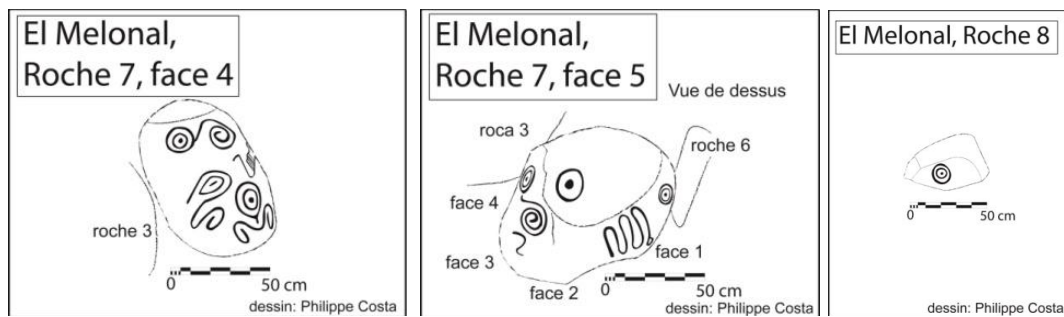 El Melonal,
Roche 7, face 4
roche 3
0 50 cm
dessin: Philippe Costa
El Melonal,
Roche 7, face 5
Vue de dessus
roca 3
roche 6
face 4
face 3
face 1
face 2
0 50 cm
dessin: Philippe Costa
El Melonal, Roche 8
0 50 cm
dessin: Philippe Costa